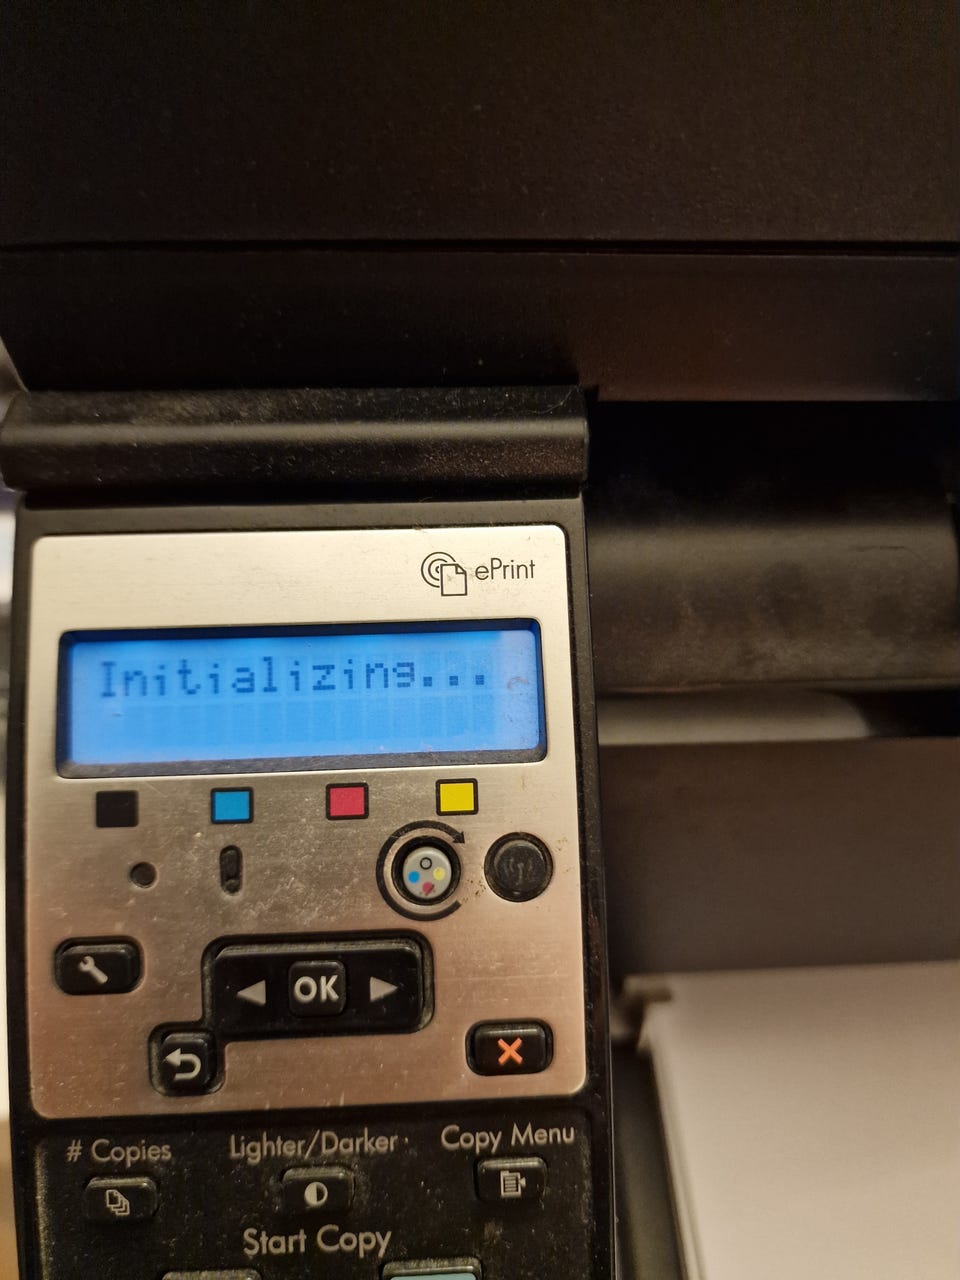 ePrint
Initializing...
OK
# Copies
Lighter/Darker
Copy Menu
Start Copy